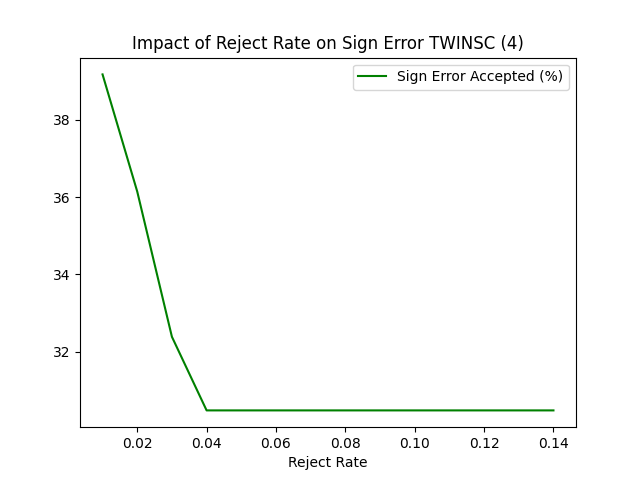 Impact of Reject Rate on Sign Error TWINSC (4)
Sign Error Accepted (%)
38
36
34
32
0.02 0.04 0.06 0.08 0.10 0.12 0.14
Reject Rate